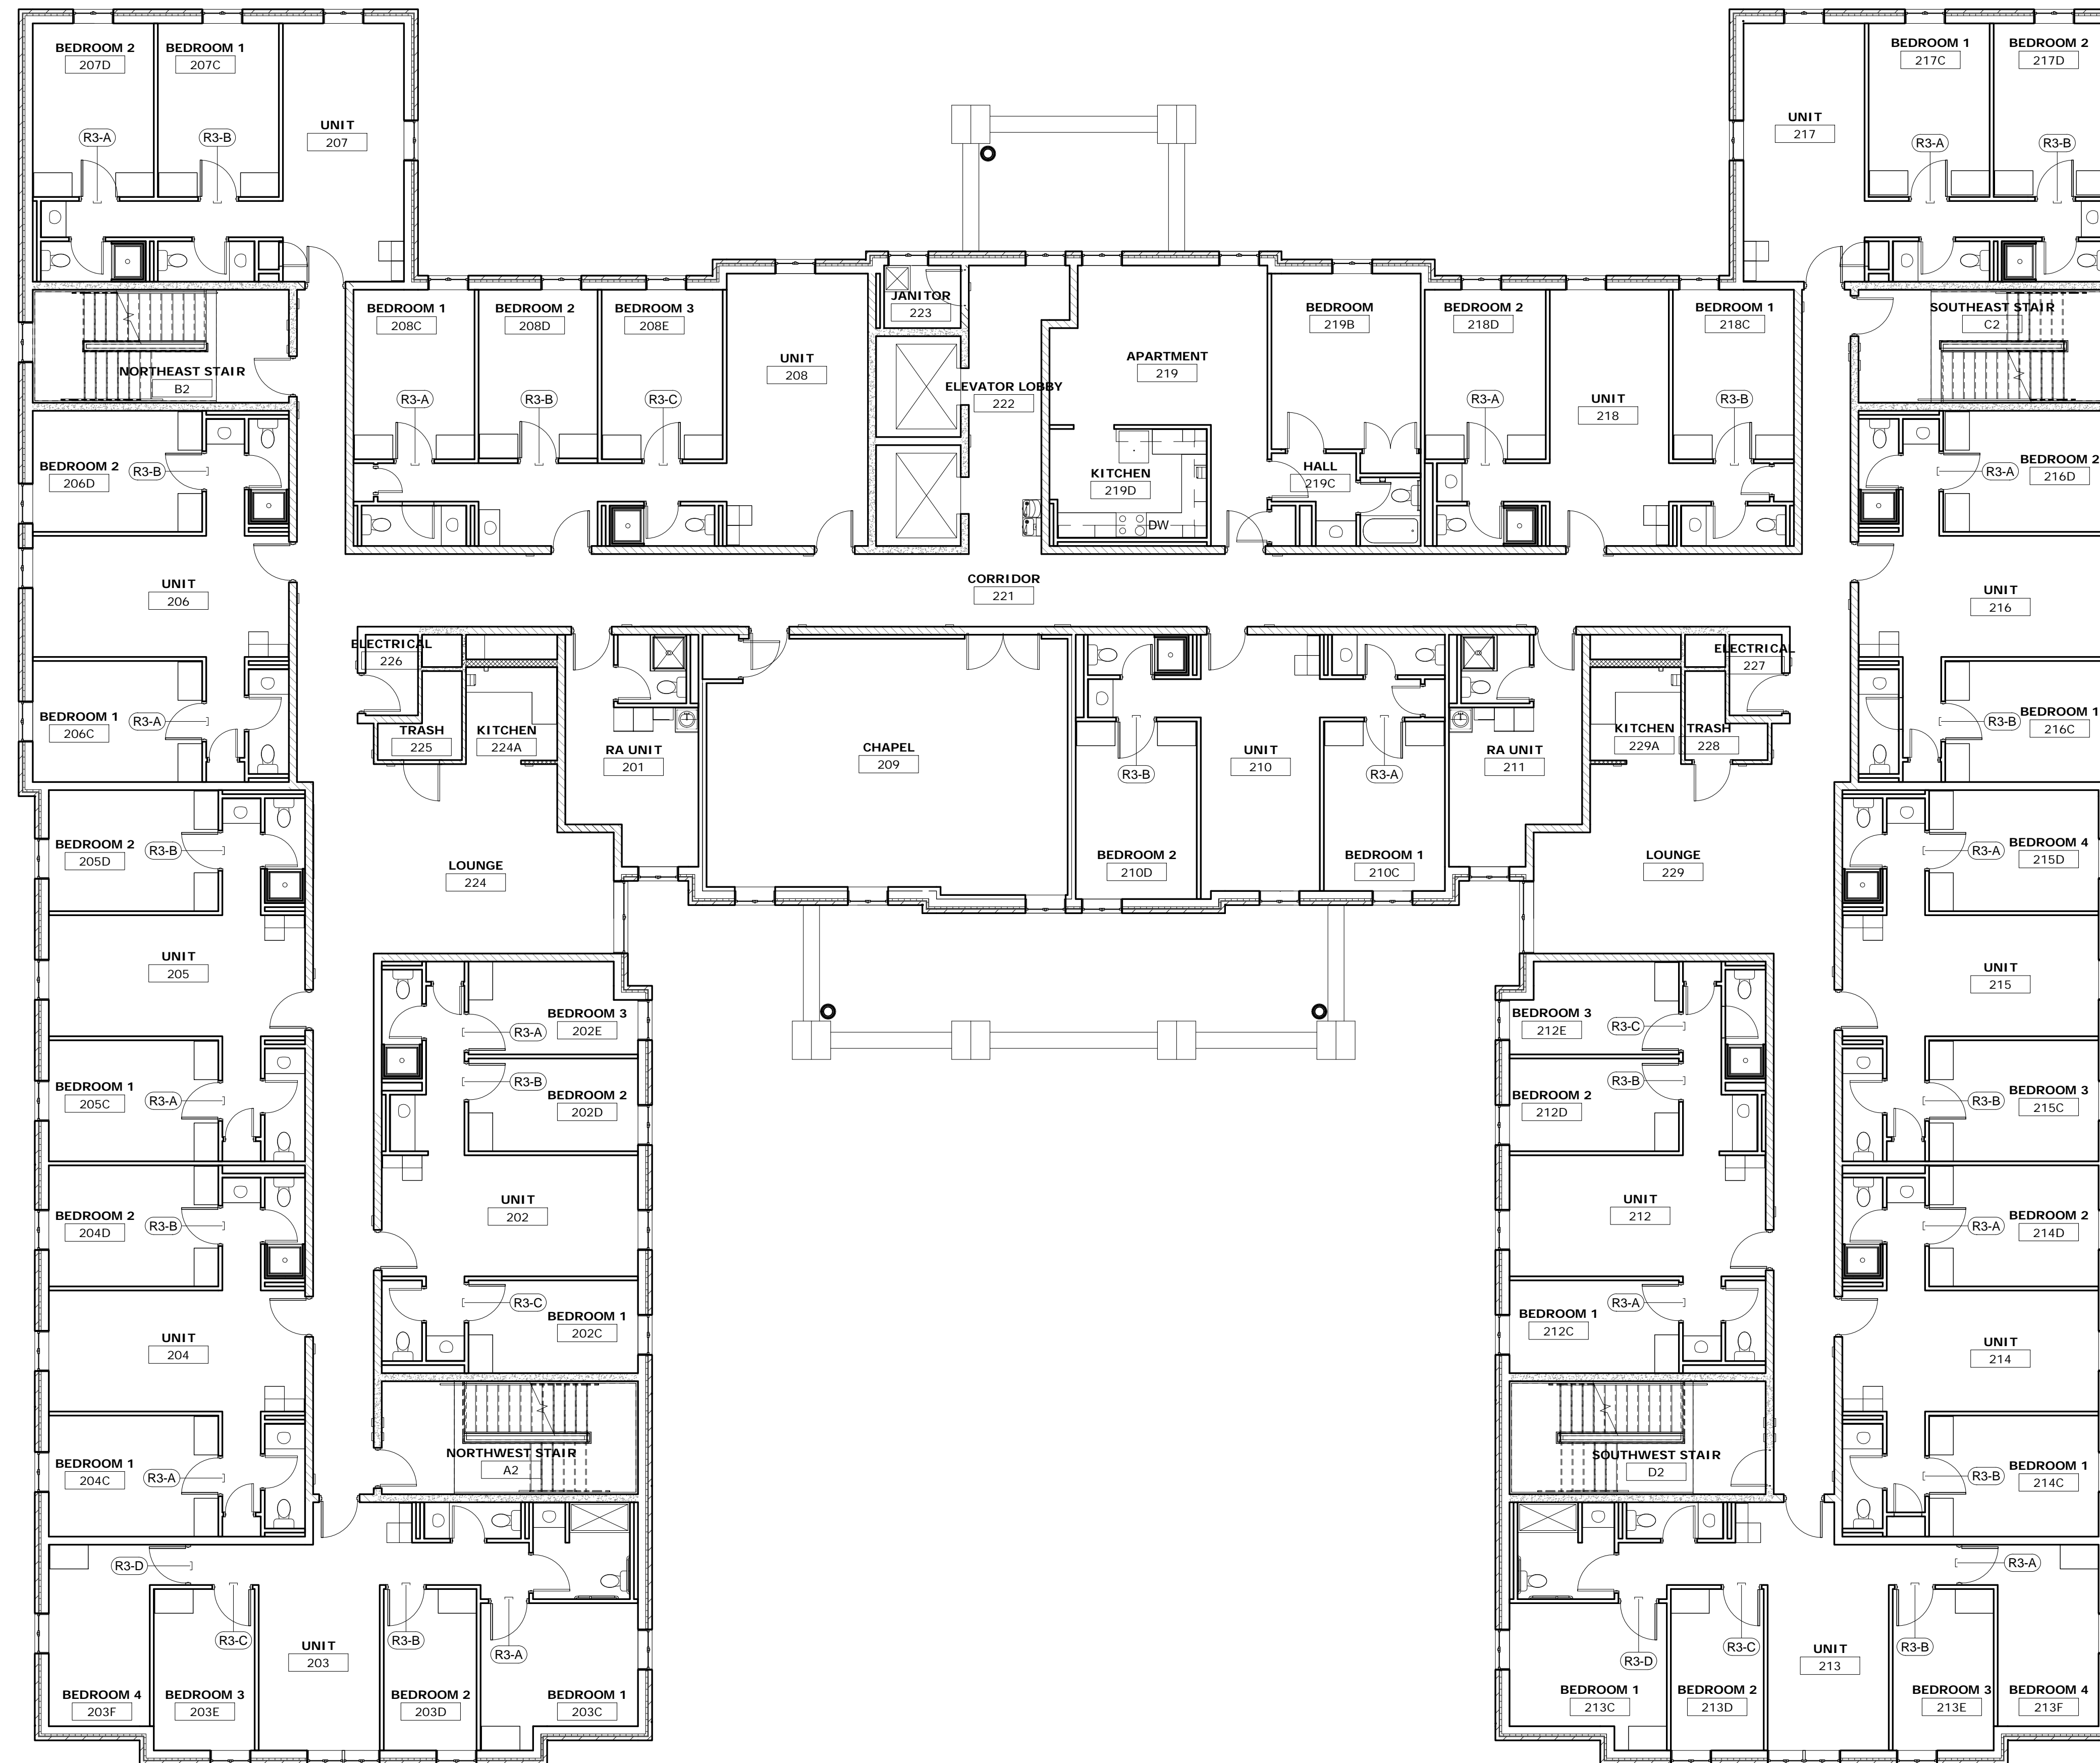 BEDROOM 2
207D
BEDROOM 1
207C
R3-A
R3-B
UNIT
207
BEDROOM 1
217C
BEDROOM 2
217D
UNIT
217
R3-A
R3-B
NORTHEAST STAIR
B2
BEDROOM 1
208C
BEDROOM 2
208D
BEDROOM 3
208E
R3-A
R3-B
R3-C
UNIT
208
JANITOR
223
ELEVATOR LOBBY
222
APARTMENT
219
KITCHEN
219D
DW
BEDROOM
219B
HALL
219C
BEDROOM 2
218D
R3-A
UNIT
218
BEDROOM 1
218C
R3-B
SOUTHEAST STAIR
C2
BEDROOM 2
206D
R3-B
UNIT
206
BEDROOM 1
206C
R3-A
BEDROOM 2
216D
R3-A
UNIT
216
BEDROOM 1
216C
R3-B
CORRIDOR
221
ELECTRICAL
226
TRASH
225
KITCHEN
224A
RA UNIT
201
CHAPEL
209
R3-B
BEDROOM 2
210D
UNIT
210
R3-A
BEDROOM 1
210C
RA UNIT
211
KITCHEN
229A
TRASH
228
ELECTRICAL
227
LOUNGE
224
LOUNGE
229
BEDROOM 2
205D
R3-B
UNIT
205
BEDROOM 1
205C
R3-A
BEDROOM 3
202E
R3-A
R3-B
BEDROOM 2
202D
UNIT
202
R3-C
BEDROOM 1
202C
BEDROOM 3
212E
R3-C
BEDROOM 2
212D
R3-B
UNIT
212
BEDROOM 1
212C
R3-A
BEDROOM 4
215D
R3-A
UNIT
215
BEDROOM 3
215C
R3-B
BEDROOM 2
204D
R3-B
UNIT
204
BEDROOM 1
204C
R3-A
BEDROOM 2
214D
R3-A
UNIT
214
BEDROOM 1
214C
R3-B
NORTHWEST STAIR
A2
SOUTHWEST STAIR
D2
R3-D
R3-C
R3-B
R3-A
BEDROOM 4
203F
BEDROOM 3
203E
UNIT
203
BEDROOM 2
203D
BEDROOM 1
203C
R3-D
R3-C
R3-B
R3-A
BEDROOM 1
213C
BEDROOM 2
213D
UNIT
213
BEDROOM 3
213E
BEDROOM 4
213F